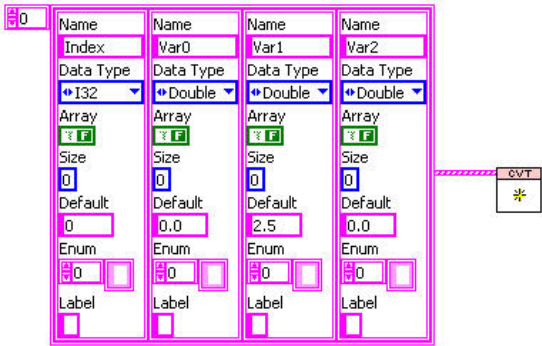 0
Name Name Name Name
Index Var0 Var1 Var2
Data Type Data Type Data Type Data Type
I32 Double Double Double
Array Array Array Array
F F F F
Size Size Size Size
0 0 0 0
CVT
Default Default Default Default
0 0.0 2.5 0.0
Enum Enum Enum Enum
0 0 0 0
Label Label Label Label